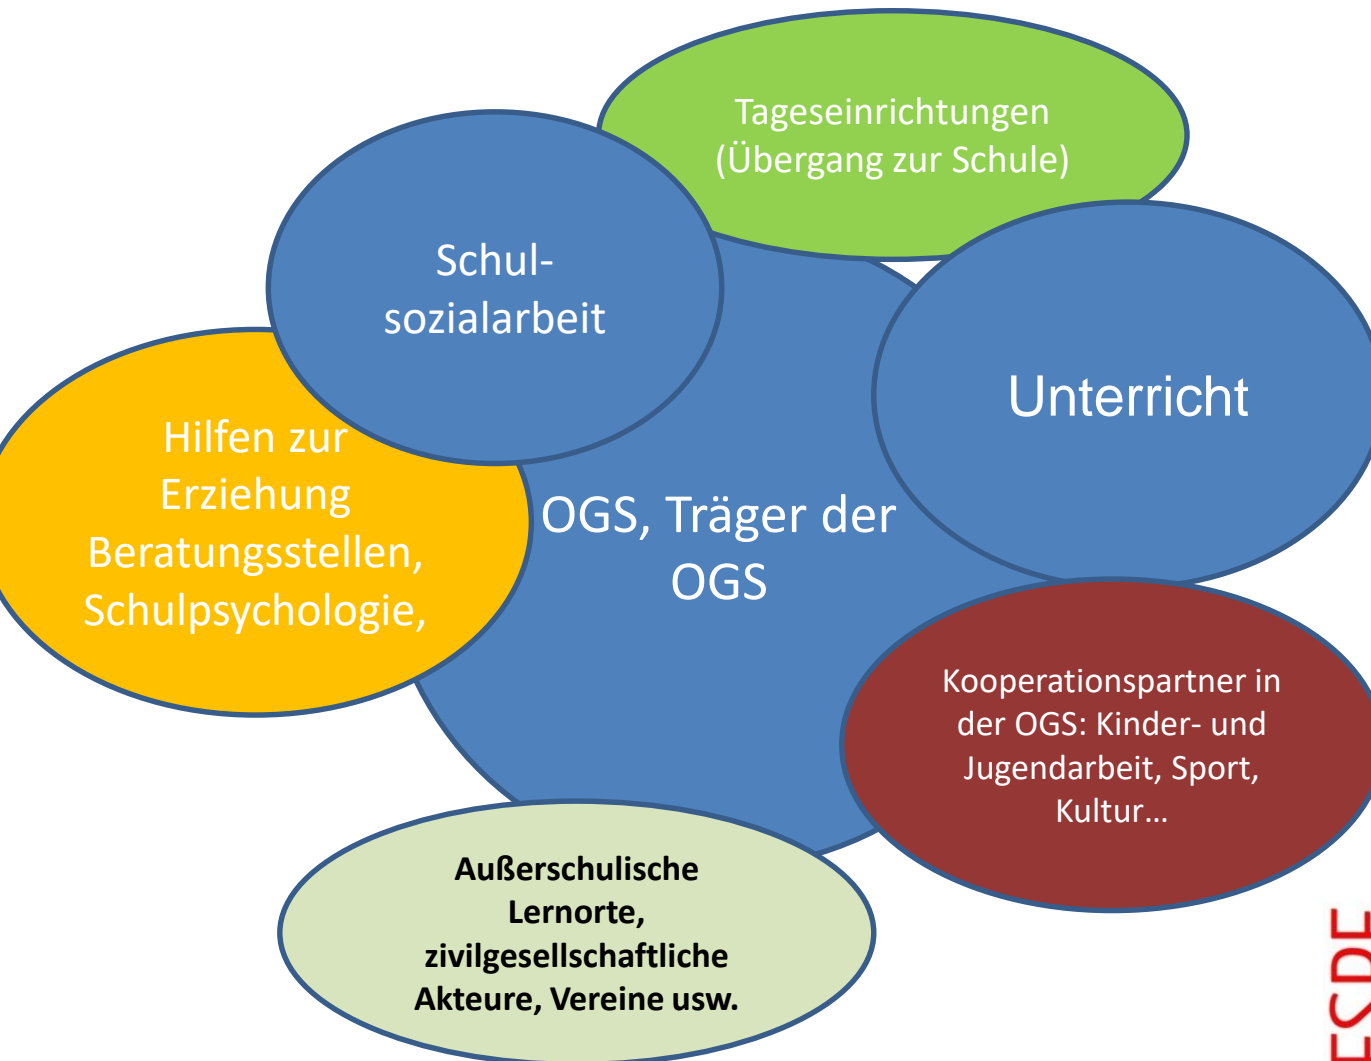 Tageseinrichtungen
(Übergang zur Schule)
Schul-
sozialarbeit
Unterricht
Hilfen zur
Erziehung
Beratungsstellen,
Schulpsychologie,
OGS, Träger der
OGS
Kooperationspartner in
der OGS: Kinder- und
Jugendarbeit, Sport,
Kultur…
Außerschulische
Lernorte,
zivilgesellschaftliche
Akteure, Vereine usw.